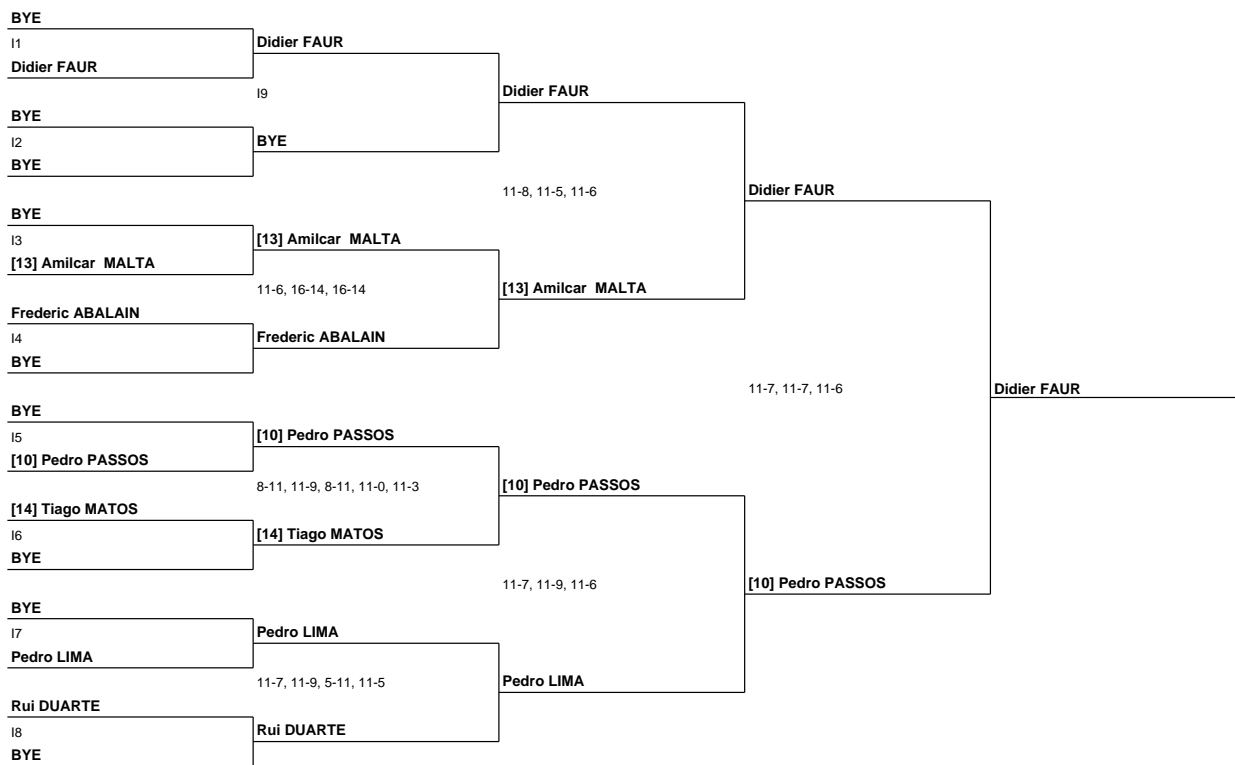 BYE
I1
Didier FAUR
BYE
I2
BYE
BYE
I3
[13] Amilcar  MALTA
Frederic ABALAIN
I4
BYE
BYE
I5
[10] Pedro PASSOS
[14] Tiago MATOS
I6
BYE
BYE
I7
Pedro LIMA
Rui DUARTE
I8
BYE
Didier FAUR
I9
BYE
[13] Amilcar  MALTA
11-6, 16-14, 16-14
Frederic ABALAIN
[10] Pedro PASSOS
8-11, 11-9, 8-11, 11-0, 11-3
[14] Tiago MATOS
Pedro LIMA
11-7, 11-9, 5-11, 11-5
Rui DUARTE
Didier FAUR
11-8, 11-5, 11-6
[13] Amilcar  MALTA
[10] Pedro PASSOS
11-7, 11-9, 11-6
Pedro LIMA
Didier FAUR
11-7, 11-7, 11-6
[10] Pedro PASSOS
Didier FAUR